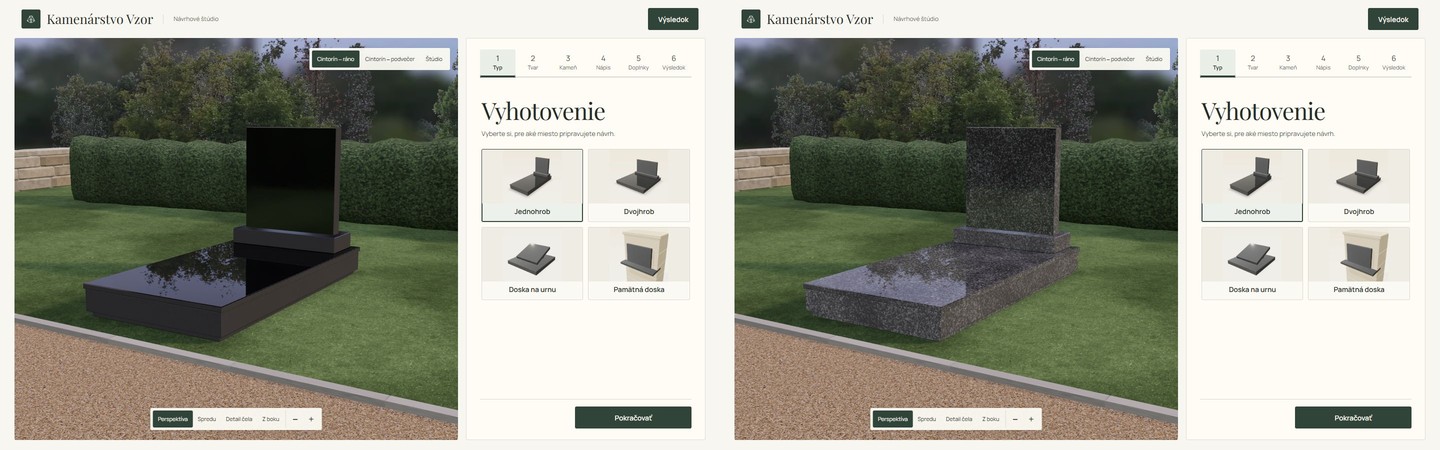 Kamenárstvo Vzor
Návrhové štúdio
Výsledok
Cintorín – ráno
Cintorín – podvečer
Štúdio
1
Typ
2
Tvar
3
Kameň
4
Nápis
5
Doplnky
6
Výsledok
Vyhotovenie
Vyberte si, pre aké miesto pripravujete návrh.
Jednohrob
Dvojhrob
Doska na urnu
Pamätná doska
Perspektíva
Spredu
Detail čela
Z boku
−
+
Pokračovať
Kamenárstvo Vzor
Návrhové štúdio
Výsledok
Cintorín – ráno
Cintorín – podvečer
Štúdio
1
Typ
2
Tvar
3
Kameň
4
Nápis
5
Doplnky
6
Výsledok
Vyhotovenie
Vyberte si, pre aké miesto pripravujete návrh.
Jednohrob
Dvojhrob
Doska na urnu
Pamätná doska
Perspektíva
Spredu
Detail čela
Z boku
−
+
Pokračovať